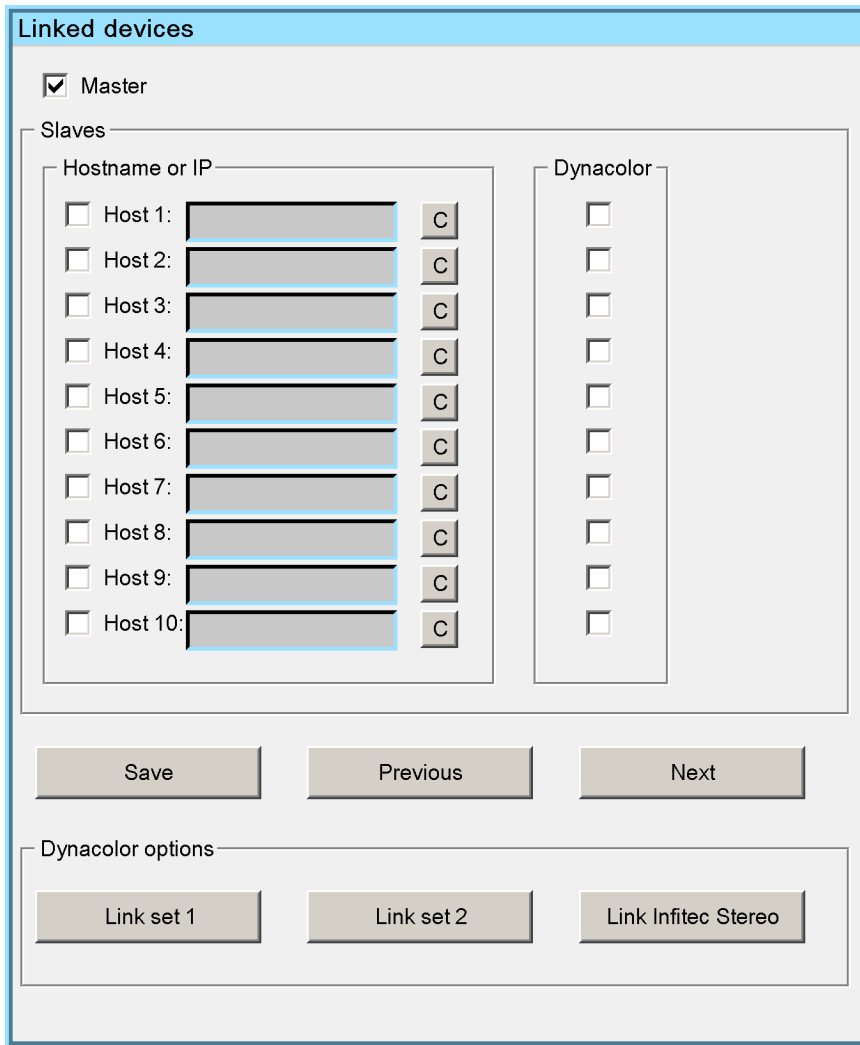 Linked devices
Master
Slaves
Hostname or IP
Dynacolor
Host 1: C
Host 2: C
Host 3: C
Host 4: C
Host 5: C
Host 6: C
Host 7: C
Host 8: C
Host 9: C
Host 10: C
Save Previous Next
Dynacolor options
Link set 1 Link set 2 Link Infitec Stereo